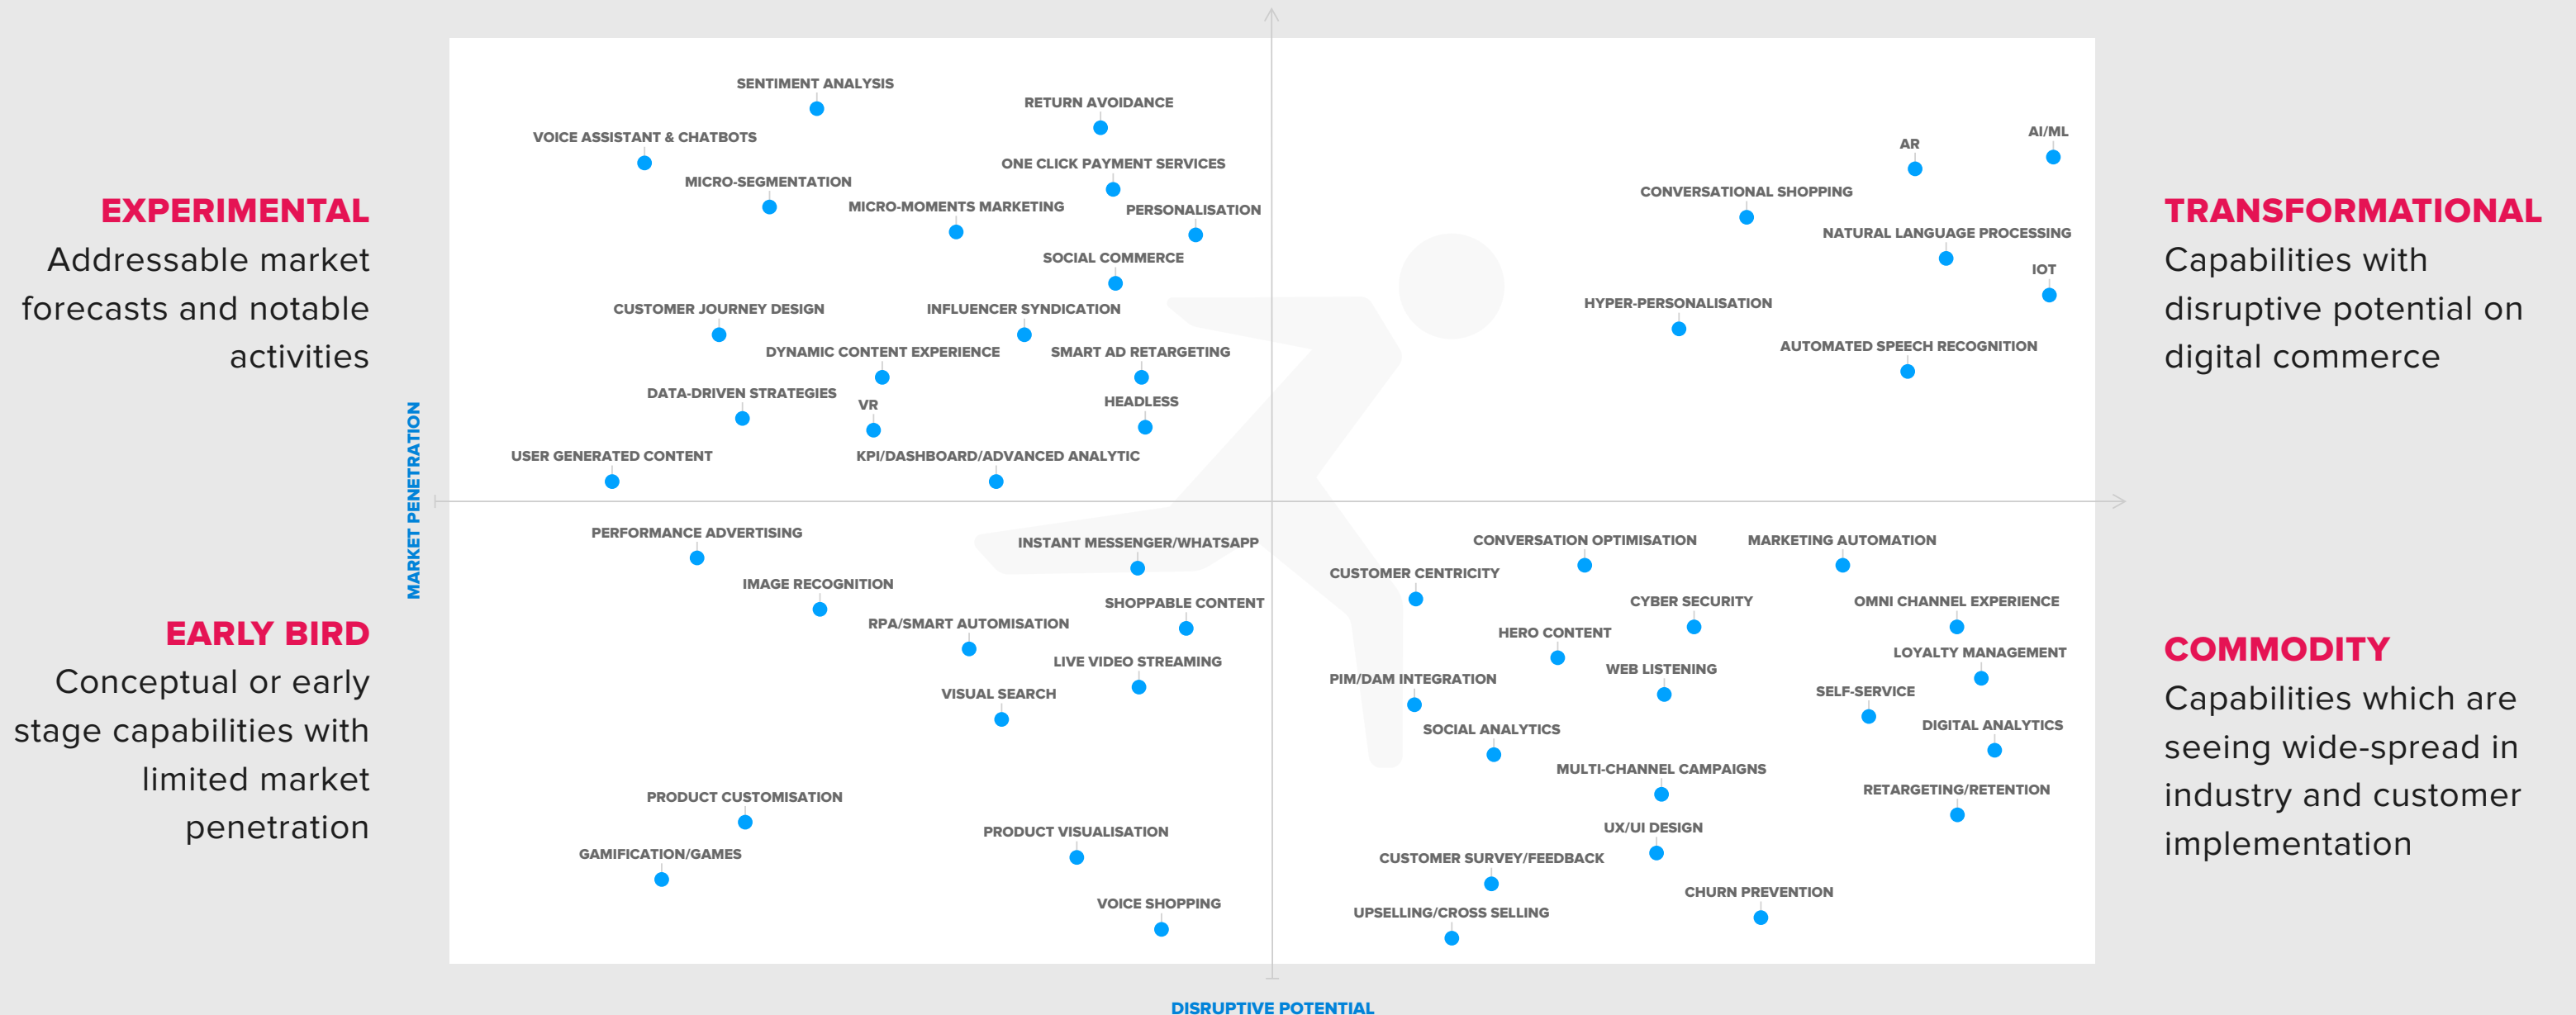 EXPERIMENTAL
Addressable market
forecasts and notable
activities
EARLY BIRD
Conceptual or early
stage capabilities with
limited market
penetration
MARKET PENETRATION
SENTIMENT ANALYSIS
RETURN AVOIDANCE
VOICE ASSISTANT & CHATBOTS
ONE CLICK PAYMENT SERVICES
MICRO-SEGMENTATION
MICRO-MOMENTS MARKETING
PERSONALISATION
SOCIAL COMMERCE
CUSTOMER JOURNEY DESIGN
INFLUENCER SYNDICATION
DYNAMIC CONTENT EXPERIENCE
SMART AD RETARGETING
DATA-DRIVEN STRATEGIES
VR
HEADLESS
USER GENERATED CONTENT
KPI/DASHBOARD/ADVANCED ANALYTIC
AI/ML
AR
CONVERSATIONAL SHOPPING
NATURAL LANGUAGE PROCESSING
IOT
HYPER-PERSONALISATION
AUTOMATED SPEECH RECOGNITION
PERFORMANCE ADVERTISING
INSTANT MESSENGER/WHATSAPP
IMAGE RECOGNITION
SHOPPABLE CONTENT
RPA/SMART AUTOMISATION
LIVE VIDEO STREAMING
VISUAL SEARCH
PRODUCT CUSTOMISATION
PRODUCT VISUALISATION
GAMIFICATION/GAMES
VOICE SHOPPING
CONVERSATION OPTIMISATION
MARKETING AUTOMATION
CUSTOMER CENTRICITY
CYBER SECURITY
OMNI CHANNEL EXPERIENCE
HERO CONTENT
LOYALTY MANAGEMENT
WEB LISTENING
PIM/DAM INTEGRATION
SELF-SERVICE
SOCIAL ANALYTICS
DIGITAL ANALYTICS
MULTI-CHANNEL CAMPAIGNS
RETARGETING/RETENTION
UX/UI DESIGN
CUSTOMER SURVEY/FEEDBACK
CHURN PREVENTION
UPSELLING/CROSS SELLING
DISRUPTIVE POTENTIAL
TRANSFORMATIONAL
Capabilities with
disruptive potential on
digital commerce
COMMODITY
Capabilities which are
seeing wide-spread in
industry and customer
implementation